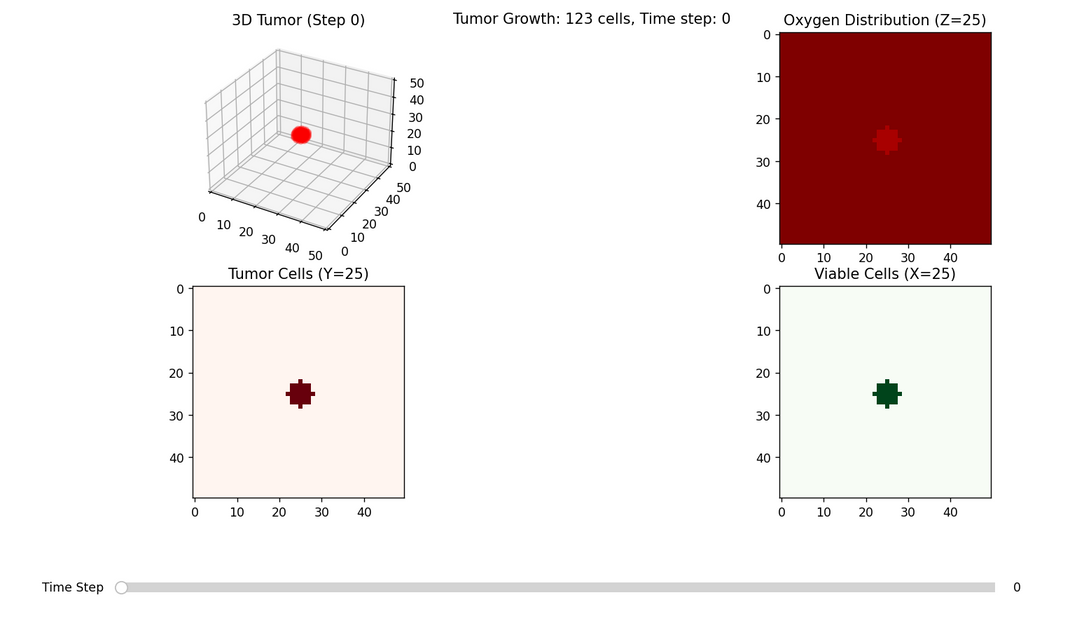 Tumor Growth: 123 cells, Time step: 0
3D Tumor (Step 0)
50
40
30
20
10
0
0 10 20 30 40 50
0 10 20 30 40 50
Oxygen Distribution (Z=25)
0
10
20
30
40
0 10 20 30 40
Tumor Cells (Y=25)
0
10
20
30
40
0 10 20 30 40
Viable Cells (X=25)
0
10
20
30
40
0 10 20 30 40
Time Step 0